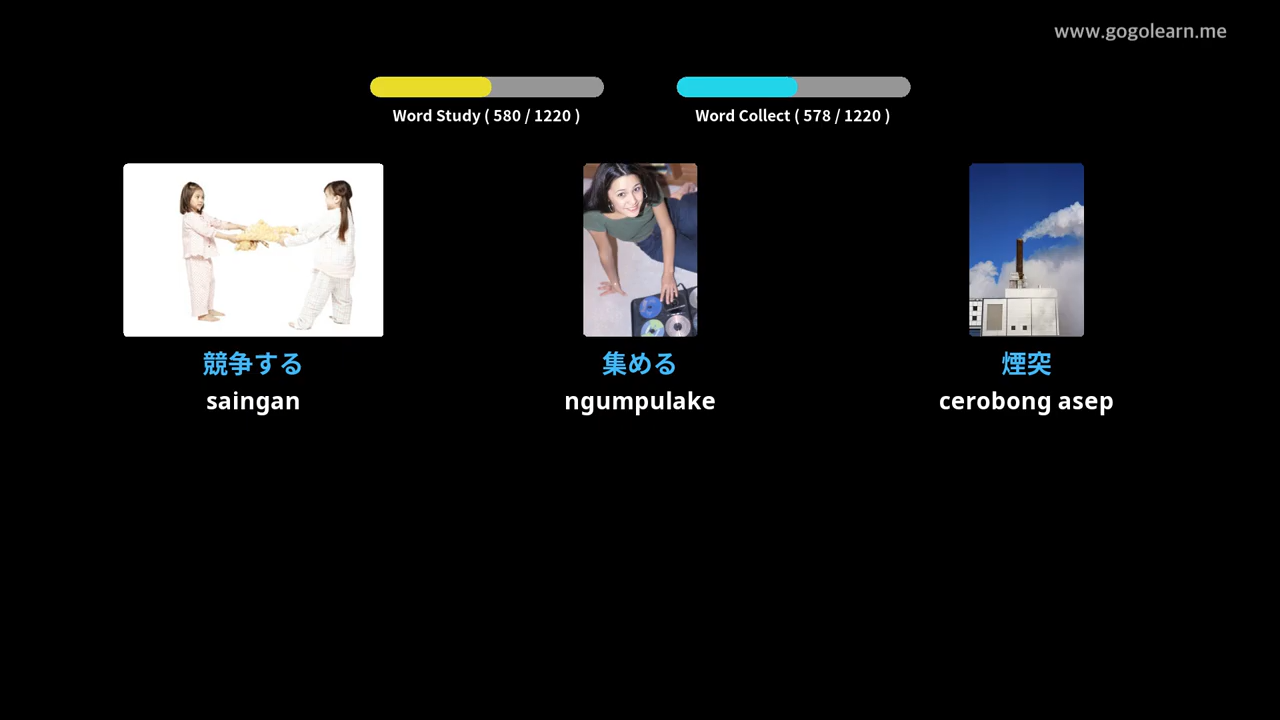 www.gogolearn.me
Word Study ( 580 / 1220 )
Word Collect ( 578 / 1220 )
競争する
saingan
集める
ngumpulake
煙突
cerobong asep